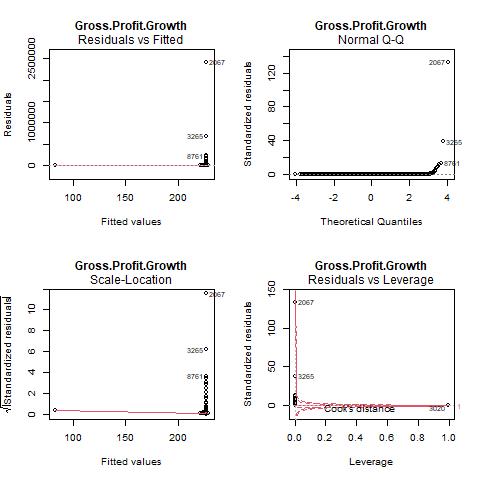 Gross.Profit.Growth
Residuals vs Fitted
Residuals
0 1000000 2500000
2067
3265
8761
100 150 200
Fitted values
Gross.Profit.Growth
Normal Q-Q
Standardized residuals
0 40 80 120
2067
3265
8761
-4 -2 0 2 4
Theoretical Quantiles
Gross.Profit.Growth
Scale-Location
√|Standardized residuals|
0 2 4 6 8 10
2067
3265
8761
100 150 200
Fitted values
Gross.Profit.Growth
Residuals vs Leverage
Standardized residuals
0 50 100 150
2067
3265
Cook's distance
3020
0.0 0.2 0.4 0.6 0.8 1.0
Leverage